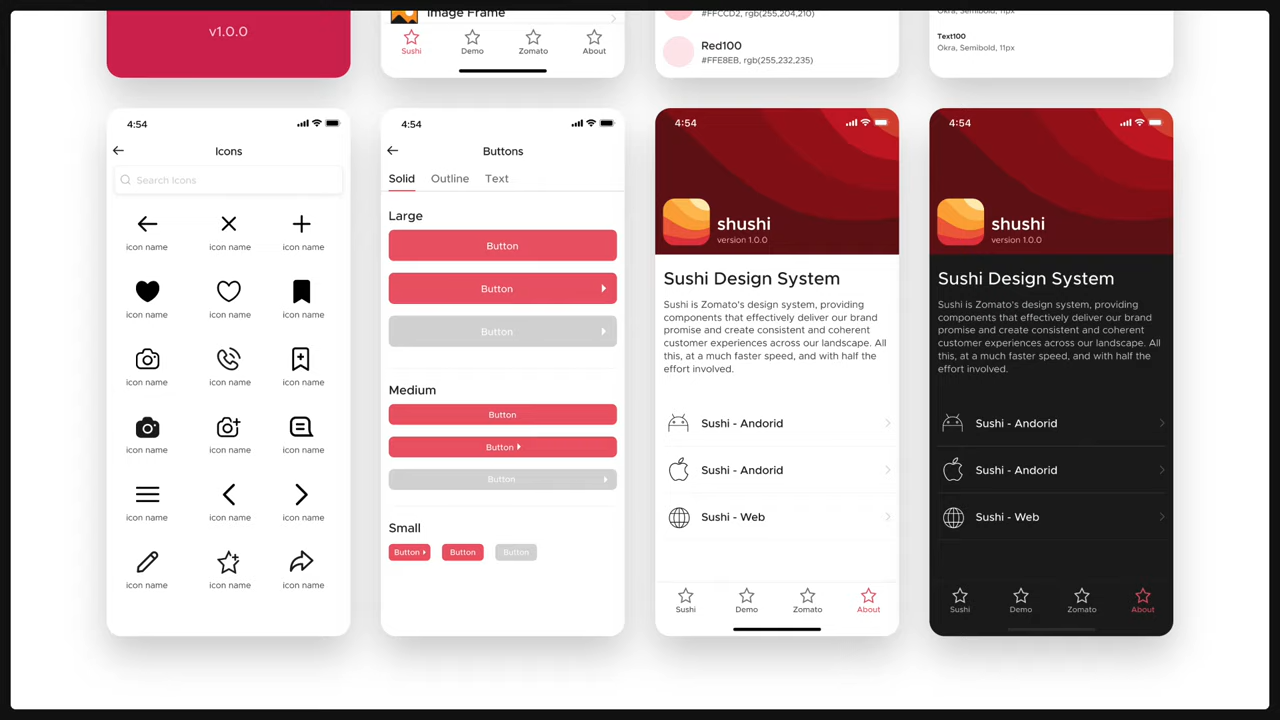 v1.0.0
Image Frame
Sushi
Demo
Zomato
About
#FFCCD2, rgb(255,204,210)
Red100
#FFE8EB, rgb(255,232,235)
Okra, Semibold, 11px
Text100
Okra, Semibold, 11px
4:54
Icons
Search Icons
icon name icon name icon name
icon name icon name icon name
icon name icon name icon name
icon name icon name icon name
icon name icon name icon name
icon name icon name icon name
4:54
Buttons
Solid Outline Text
Large
Button
Button
Button
Medium
Button
Button
Button
Small
Button Button Button
4:54
shushi
version 1.0.0
Sushi Design System
Sushi is Zomato's design system, providing
components that effectively deliver our brand
promise and create consistent and coherent
customer experiences across our landscape. All
this, at a much faster speed, and with half the
effort involved.
Sushi - Andorid
Sushi - Andorid
Sushi - Web
Sushi Demo Zomato About
4:54
shushi
version 1.0.0
Sushi Design System
Sushi is Zomato's design system, providing
components that effectively deliver our brand
promise and create consistent and coherent
customer experiences across our landscape. All
this, at a much faster speed, and with half the
effort involved.
Sushi - Andorid
Sushi - Andorid
Sushi - Web
Sushi Demo Zomato About